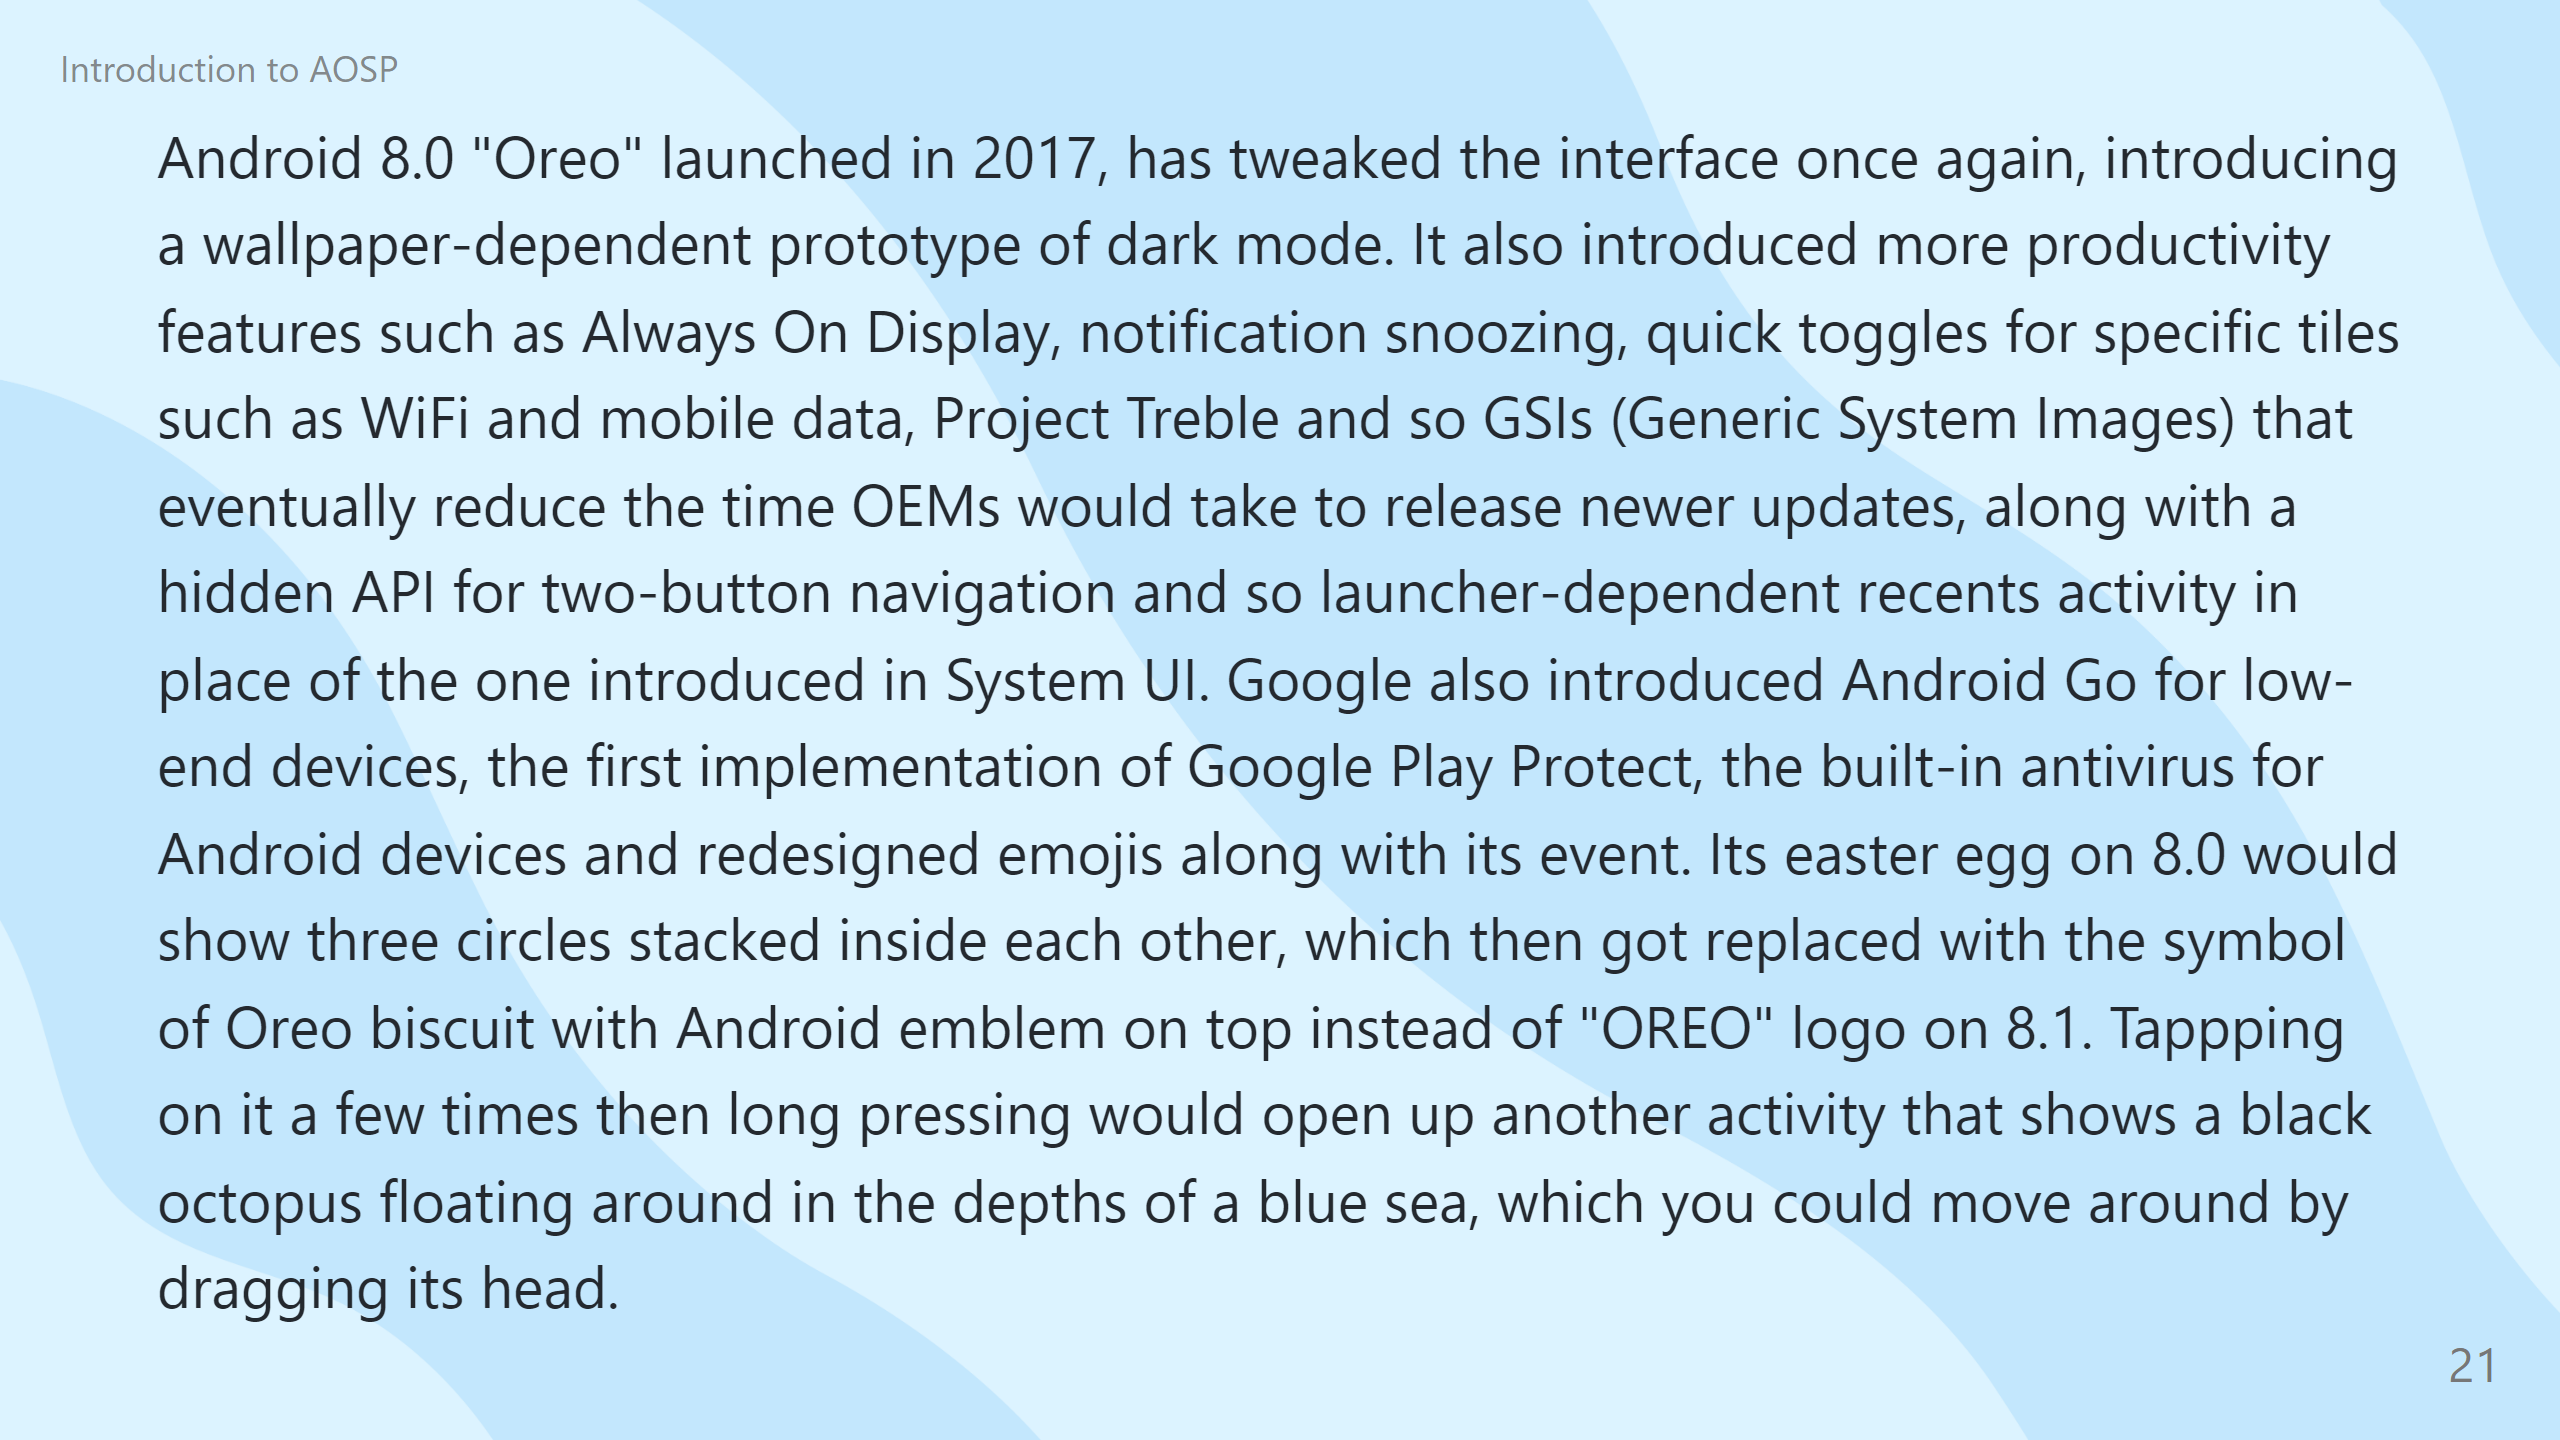 Introduction to AOSP
Android 8.0 "Oreo" launched in 2017, has tweaked the interface once again, introducing
a wallpaper-dependent prototype of dark mode. It also introduced more productivity
features such as Always On Display, notification snoozing, quick toggles for specific tiles
such as WiFi and mobile data, Project Treble and so GSIs (Generic System Images) that
eventually reduce the time OEMs would take to release newer updates, along with a
hidden API for two-button navigation and so launcher-dependent recents activity in
place of the one introduced in System UI. Google also introduced Android Go for low-
end devices, the first implementation of Google Play Protect, the built-in antivirus for
Android devices and redesigned emojis along with its event. Its easter egg on 8.0 would
show three circles stacked inside each other, which then got replaced with the symbol
of Oreo biscuit with Android emblem on top instead of "OREO" logo on 8.1. Tappping
on it a few times then long pressing would open up another activity that shows a black
octopus floating around in the depths of a blue sea, which you could move around by
dragging its head.
21